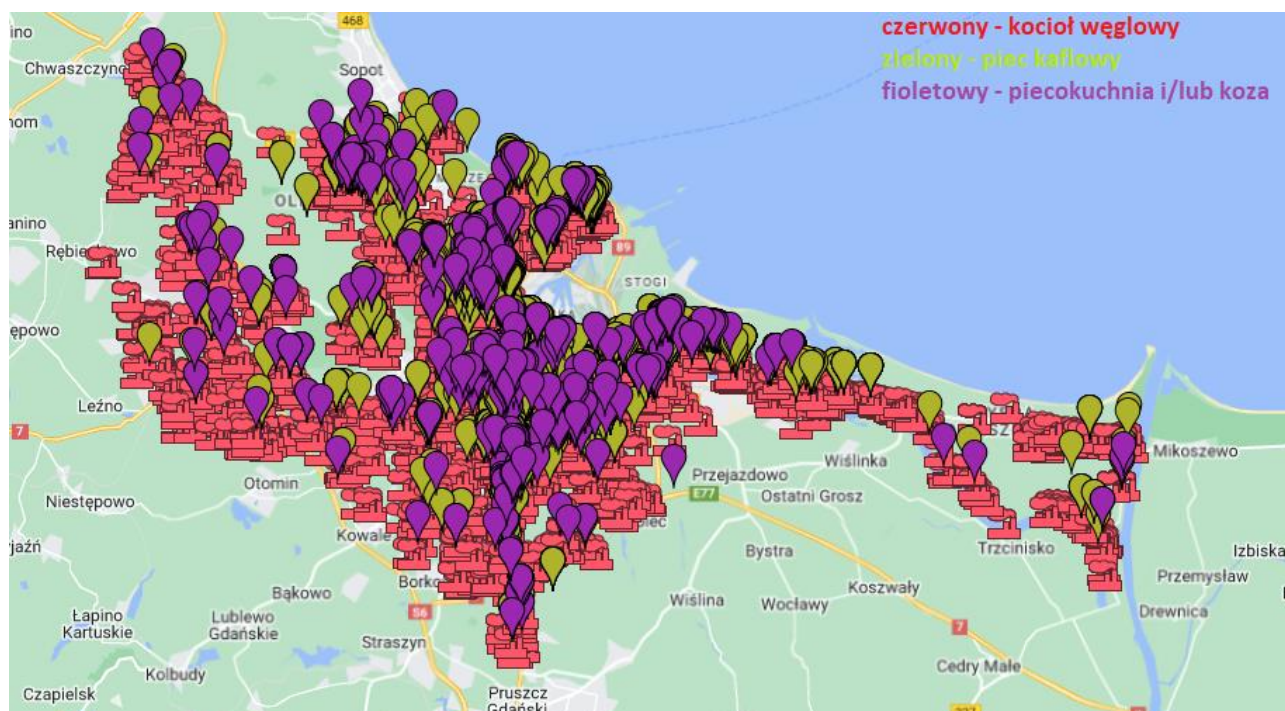 468
czerwony - kocioł węglowy
zielony - piec kaflowy
fioletowy - piecokuchnia i/lub koza
Sopot
Chwaszczyno
89
STOGI
Leźno
7
Mikoszewo
Przejazdowo
Wiślinka
Otomin
E77
Ostatni Grosz
Niestępowo
Kowale
Trzcinisko
Izbiska
Bystra
Przemysław
Koszwały
Bąkowo
S6
Wiślina
Wocławy
Drewnica
Łapino
Kartuskie
Lublewo
Gdańskie
Straszyn
7
Kolbudy
Cedry Małe
Czapielsk
Pruszcz
Gdański